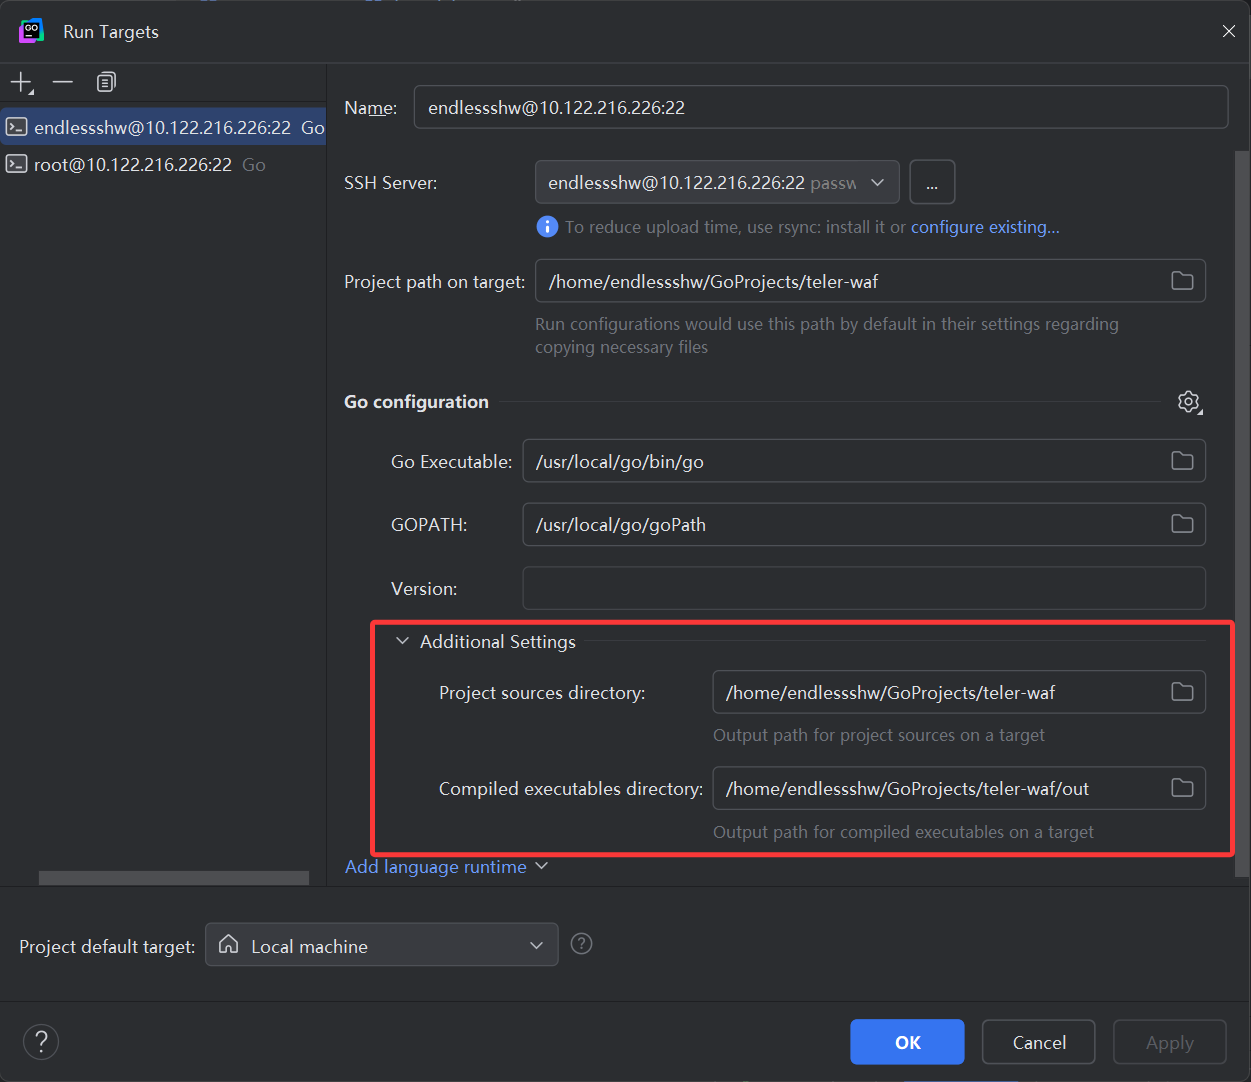 GO
Run Targets
endlessshw@10.122.216.226:22 Go
root@10.122.216.226:22 Go
Name: endlessshw@10.122.216.226:22
SSH Server: endlessshw@10.122.216.226:22 passw ...
To reduce upload time, use rsync: install it or configure existing...
Project path on target: /home/endlessshw/GoProjects/teler-waf
Run configurations would use this path by default in their settings regarding
copying necessary files
Go configuration
Go Executable: /usr/local/go/bin/go
GOPATH: /usr/local/go/goPath
Version:
Additional Settings
Project sources directory: /home/endlessshw/GoProjects/teler-waf
Output path for project sources on a target
Compiled executables directory: /home/endlessshw/GoProjects/teler-waf/out
Output path for compiled executables on a target
Add language runtime
Project default target: Local machine ?
? OK Cancel Apply